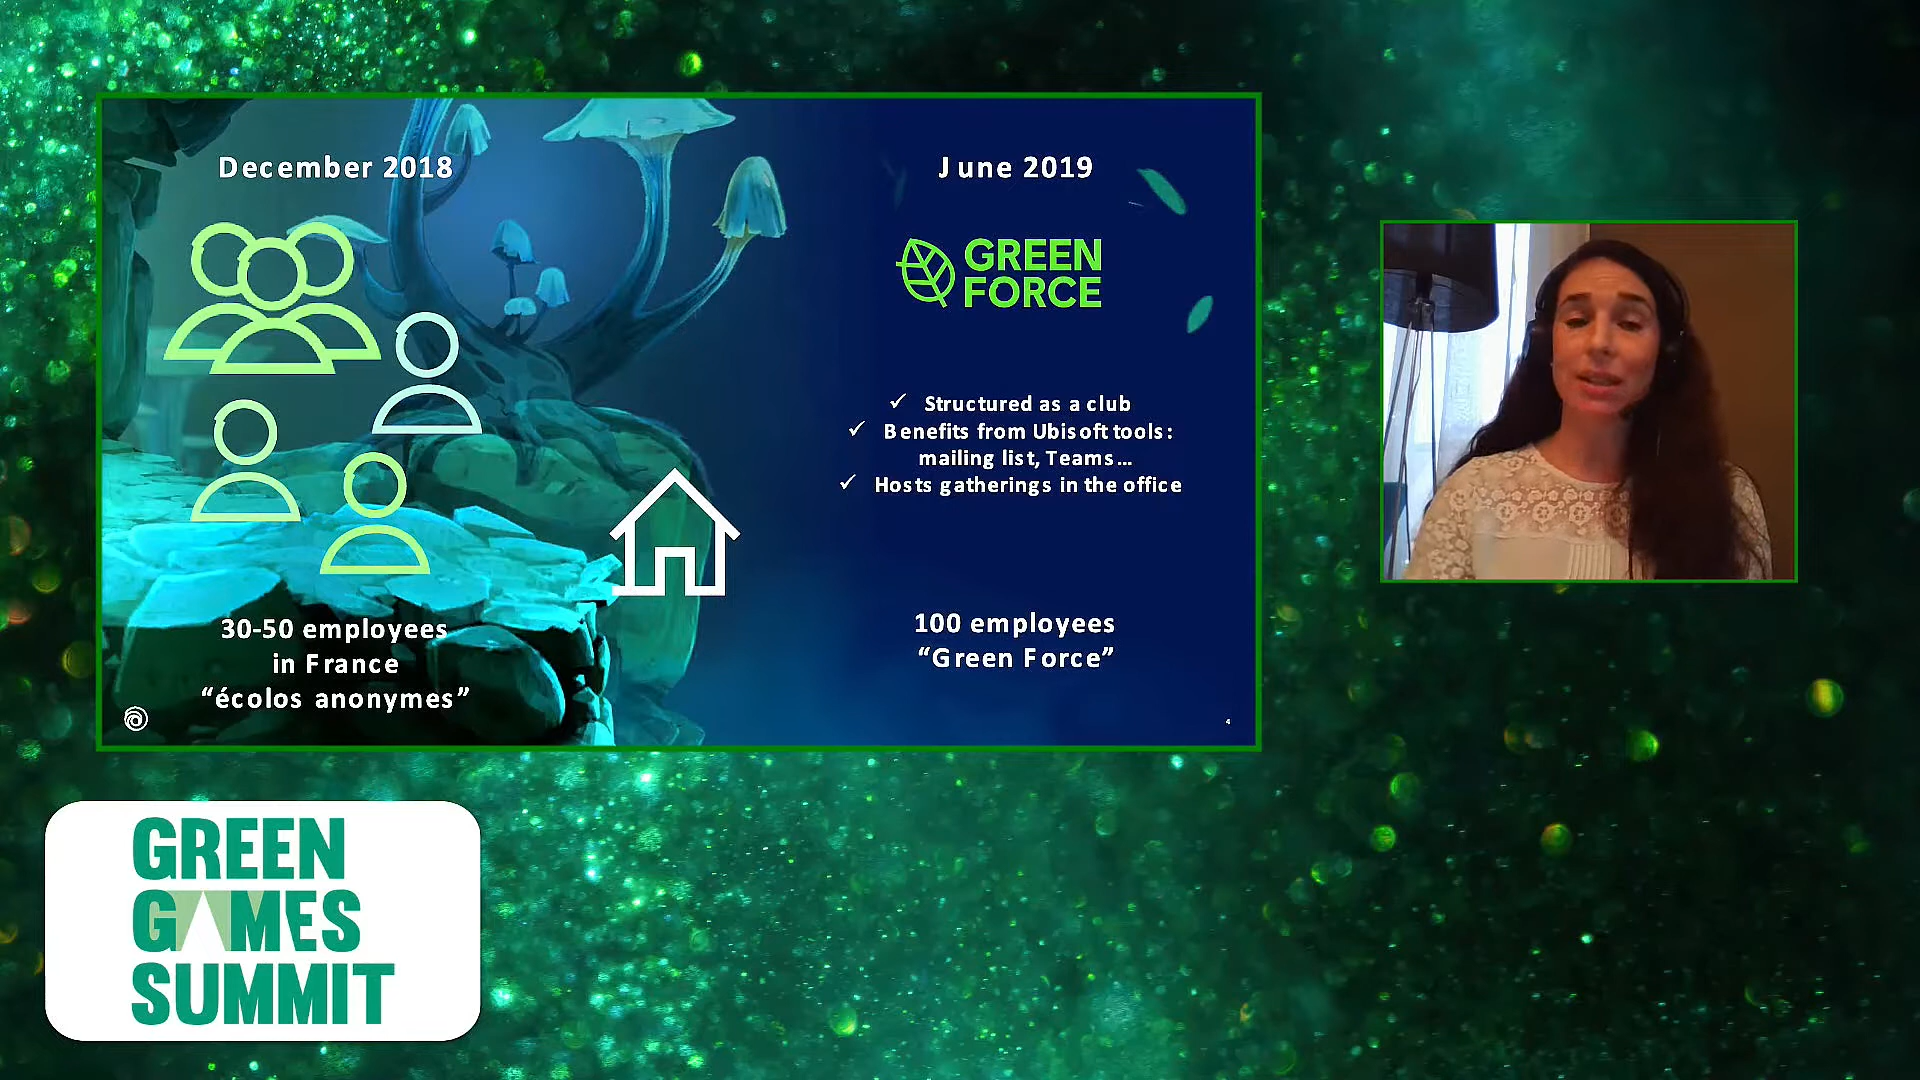 December 2018
30-50 employees
in France
“écolos anonymes”
June 2019
GREEN
FORCE
✓ Structured as a club
✓ Benefits from Ubisoft tools:
mailing list, Teams…
✓ Hosts gatherings in the office
100 employees
“Green Force”
4
GREEN
GAMES
SUMMIT